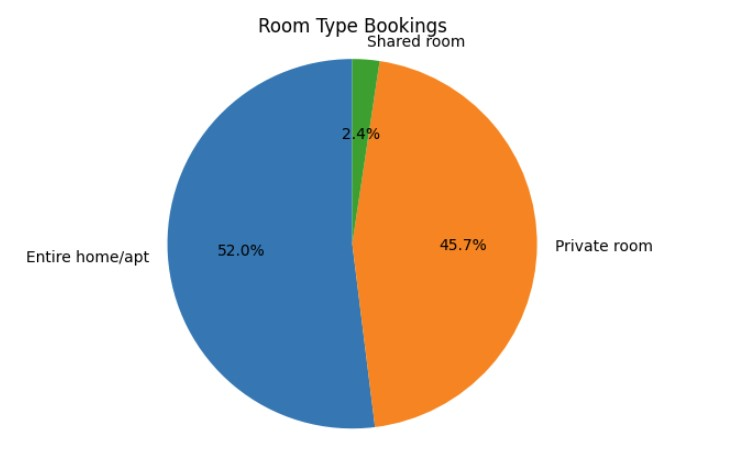 Room Type Bookings
Shared room
2.4%
Entire home/apt
52.0%
45.7%
Private room